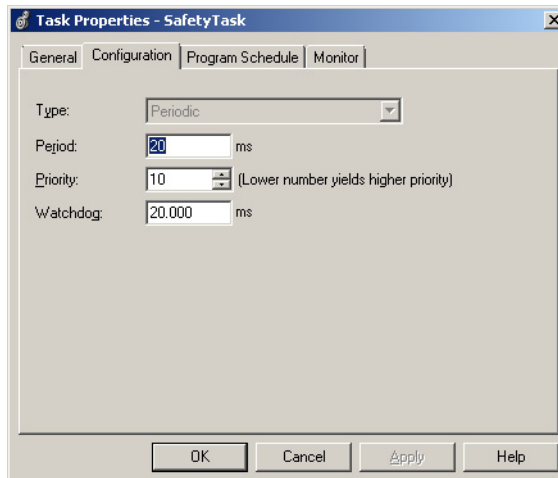 Task Properties - SafetyTask
General Configuration Program Schedule Monitor
Type: Periodic
Period: 20 ms
Priority: 10 (Lower number yields higher priority)
Watchdog: 20.000 ms
OK Cancel Apply Help